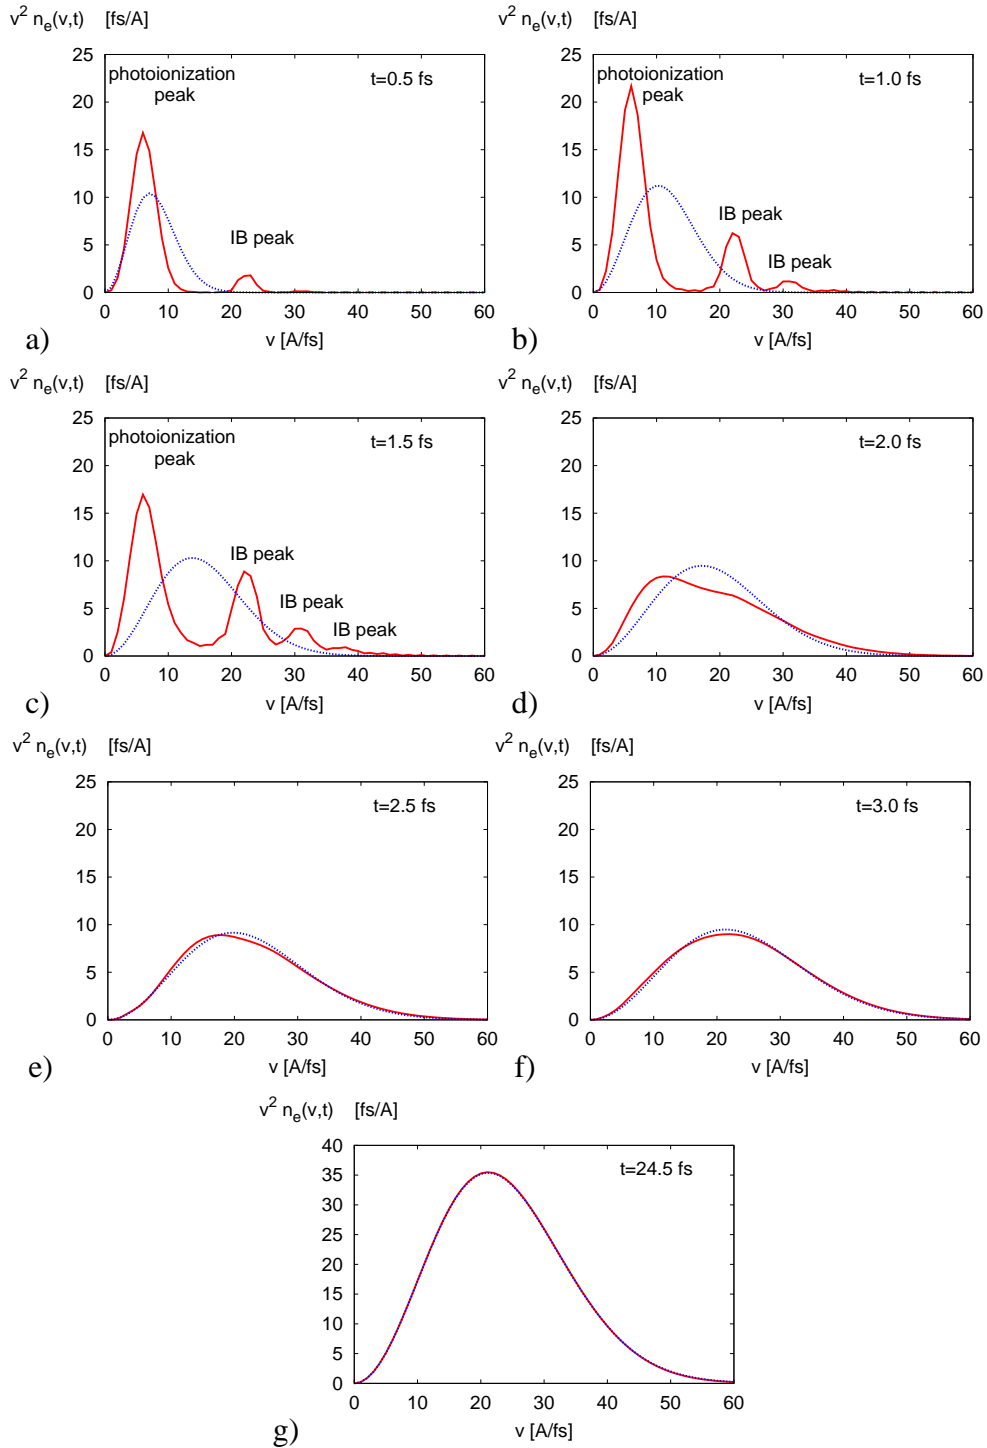 v² nₑ(v,t) [fs/A]
25
20
15
10
5
0
photoionization
peak
t=0.5 fs
IB peak
0 10 20 30 40 50 60
v [A/fs]
a)
v² nₑ(v,t) [fs/A]
25
20
15
10
5
0
photoionization
peak
t=1.0 fs
IB peak
IB peak
0 10 20 30 40 50 60
v [A/fs]
b)
v² nₑ(v,t) [fs/A]
25
20
15
10
5
0
photoionization
peak
t=1.5 fs
IB peak
IB peak
IB peak
0 10 20 30 40 50 60
v [A/fs]
c)
v² nₑ(v,t) [fs/A]
25
20
15
10
5
0
t=2.0 fs
0 10 20 30 40 50 60
v [A/fs]
d)
v² nₑ(v,t) [fs/A]
25
20
15
10
5
0
t=2.5 fs
0 10 20 30 40 50 60
v [A/fs]
e)
v² nₑ(v,t) [fs/A]
25
20
15
10
5
0
t=3.0 fs
0 10 20 30 40 50 60
v [A/fs]
f)
v² nₑ(v,t) [fs/A]
40
35
30
25
20
15
10
5
0
t=24.5 fs
0 10 20 30 40 50 60
v [A/fs]
g)